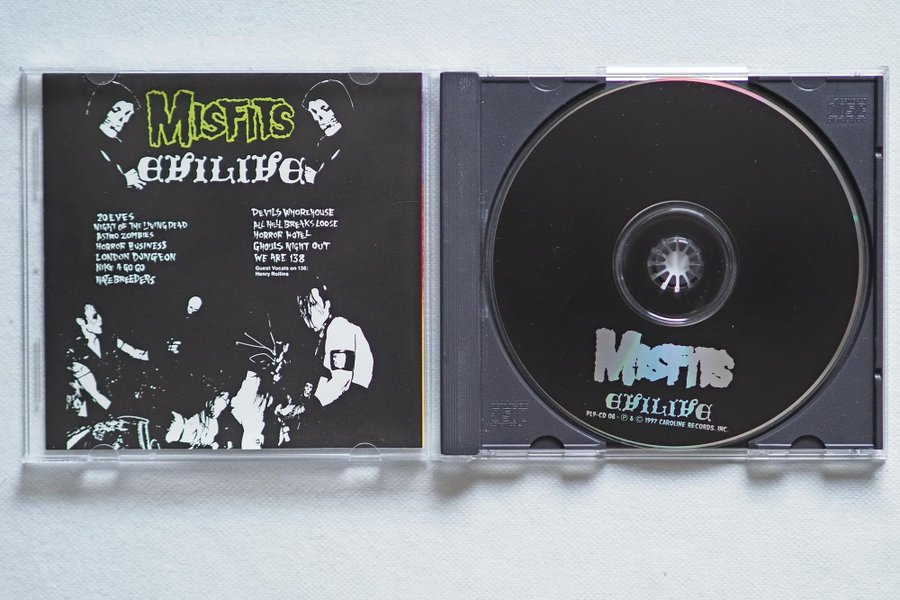 MISFITS
EVILIVE
20 EYES
NIGHT OF THE LIVING DEAD
ASTRO ZOMBIES
HORROR BUSINESS
LONDON DUNGEON
NIKE A GO GO
HATE BREEDERS
DEVILS WHOREHOUSE
ALL HELL BREAKS LOOSE
HORROR HOTEL
GHOULS NIGHT OUT
WE ARE 138
Guest Vocals on 138:
Henry Rollins
MISFITS
EVILIVE
PL9-CD 08 · ℗ & © 1997 CAROLINE RECORDS, INC.